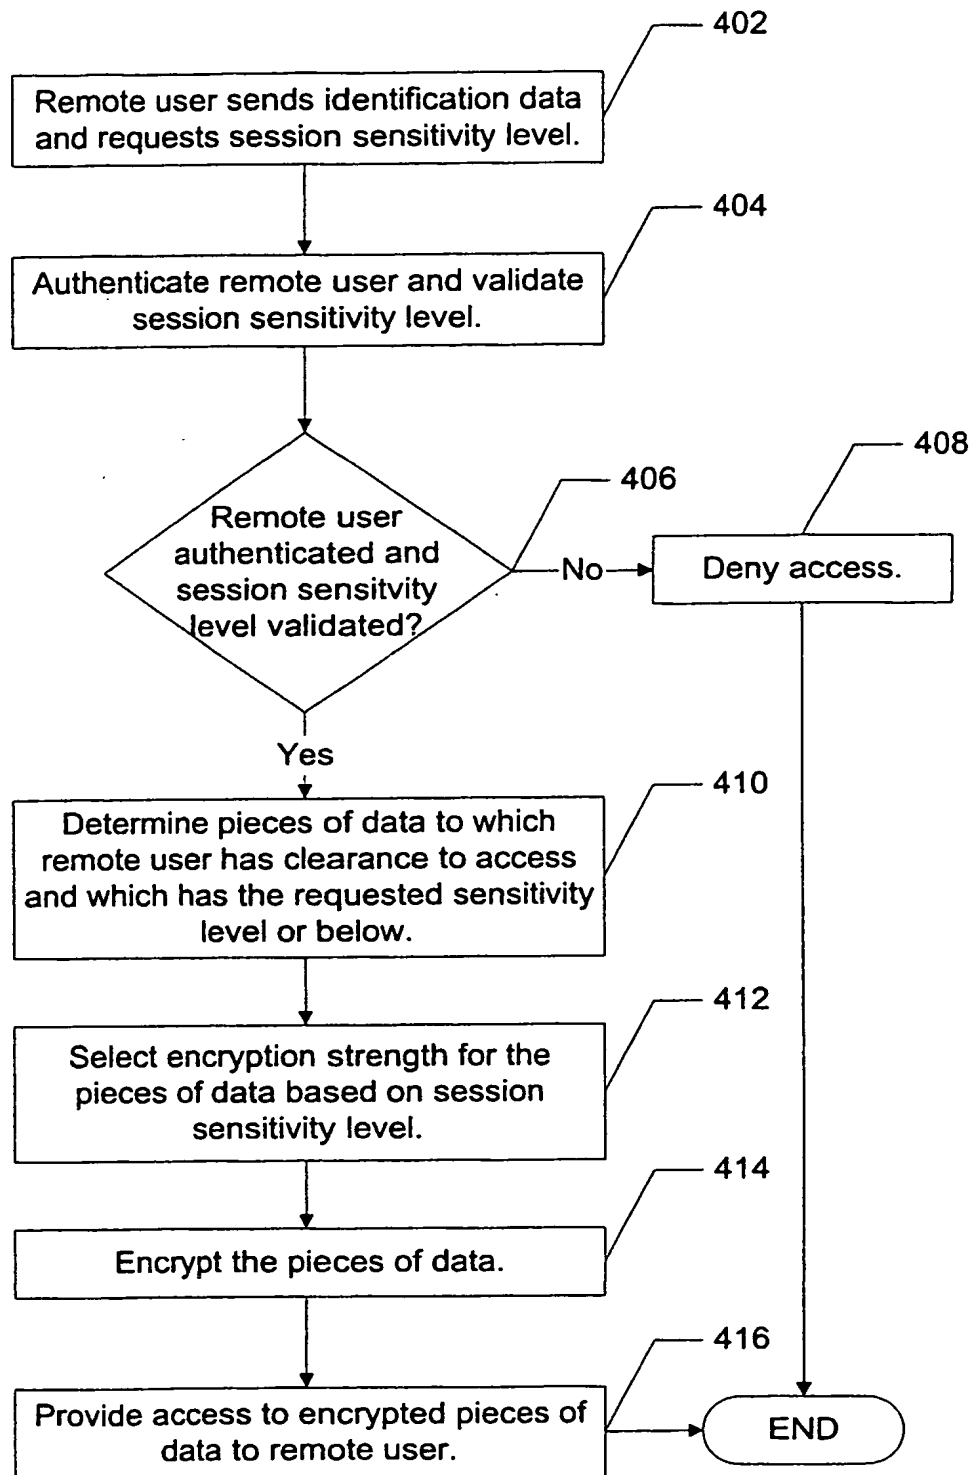 402
Remote user sends identification data
and requests session sensitivity level.
404
Authenticate remote user and validate
session sensitivity level.
406
Remote user
authenticated and
session sensitvity
level validated?
No
408
Deny access.
Yes
410
Determine pieces of data to which
remote user has clearance to access
and which has the requested sensitivity
level or below.
412
Select encryption strength for the
pieces of data based on session
sensitivity level.
414
Encrypt the pieces of data.
416
Provide access to encrypted pieces of
data to remote user.
END